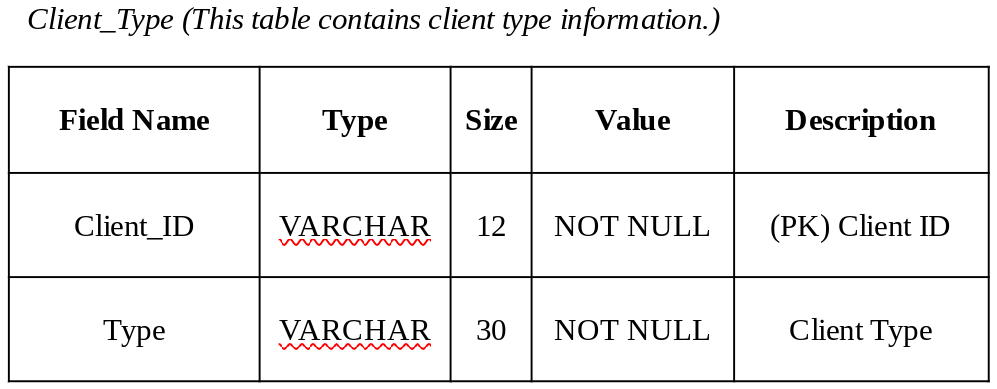 Client_Type (This table contains client type information.)
Field Name Type Size Value Description
Client_ID VARCHAR 12 NOT NULL (PK) Client ID
Type VARCHAR 30 NOT NULL Client Type